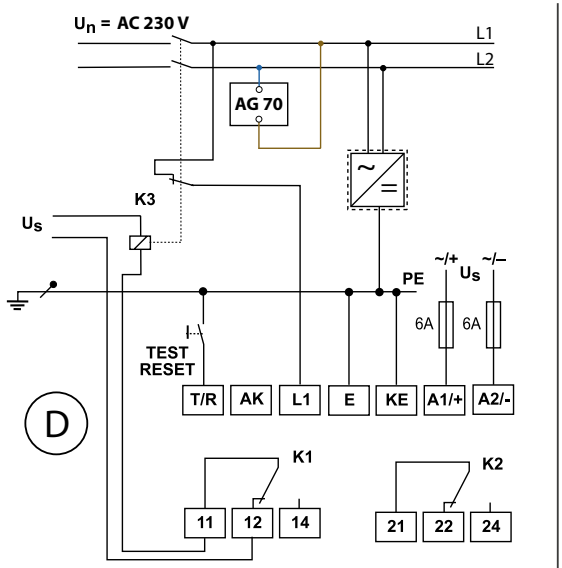 Un = AC 230 V
L1
L2
AG 70
~
=
K3
Us
PE
~/+ Us ~/–
6A 6A
TEST
RESET
T/R AK L1 E KE A1/+ A2/-
D
K1
K2
11 12 14
21 22 24